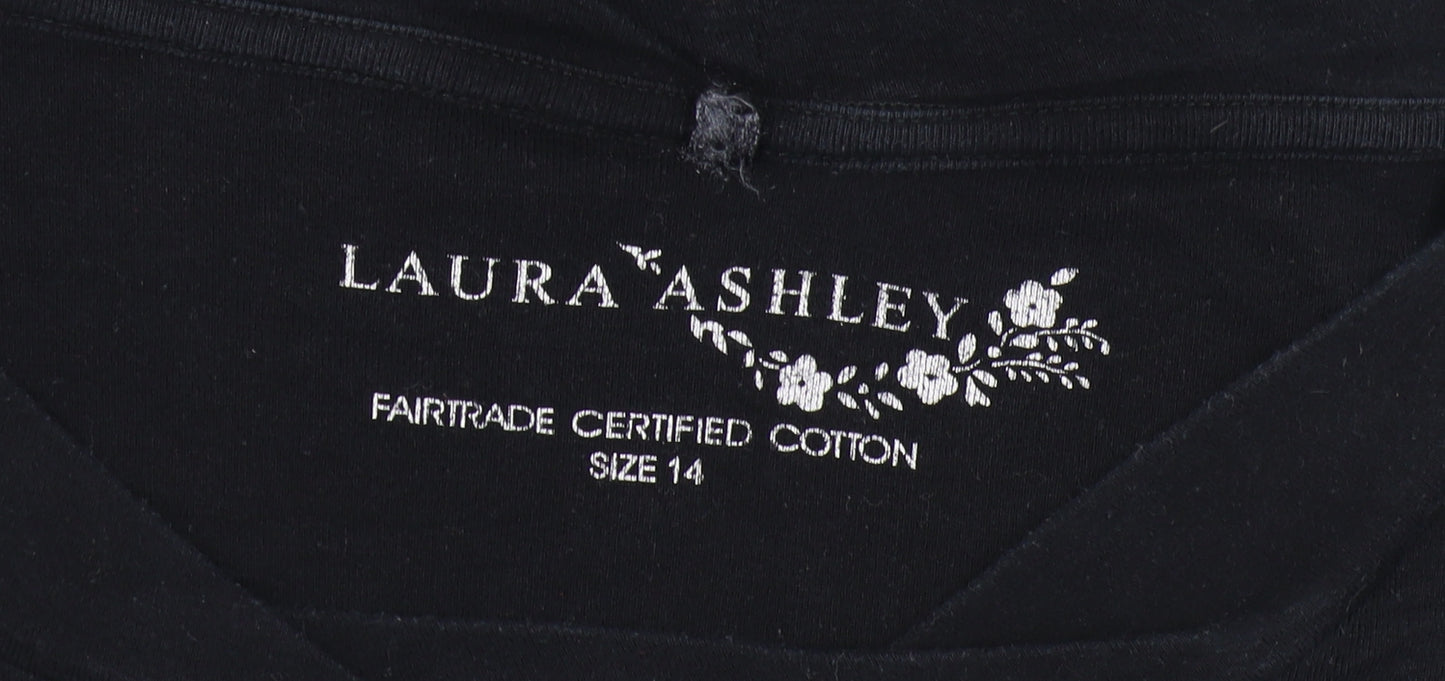 LAURA ASHLEY
FAIRTRADE CERTIFIED COTTON
SIZE 14